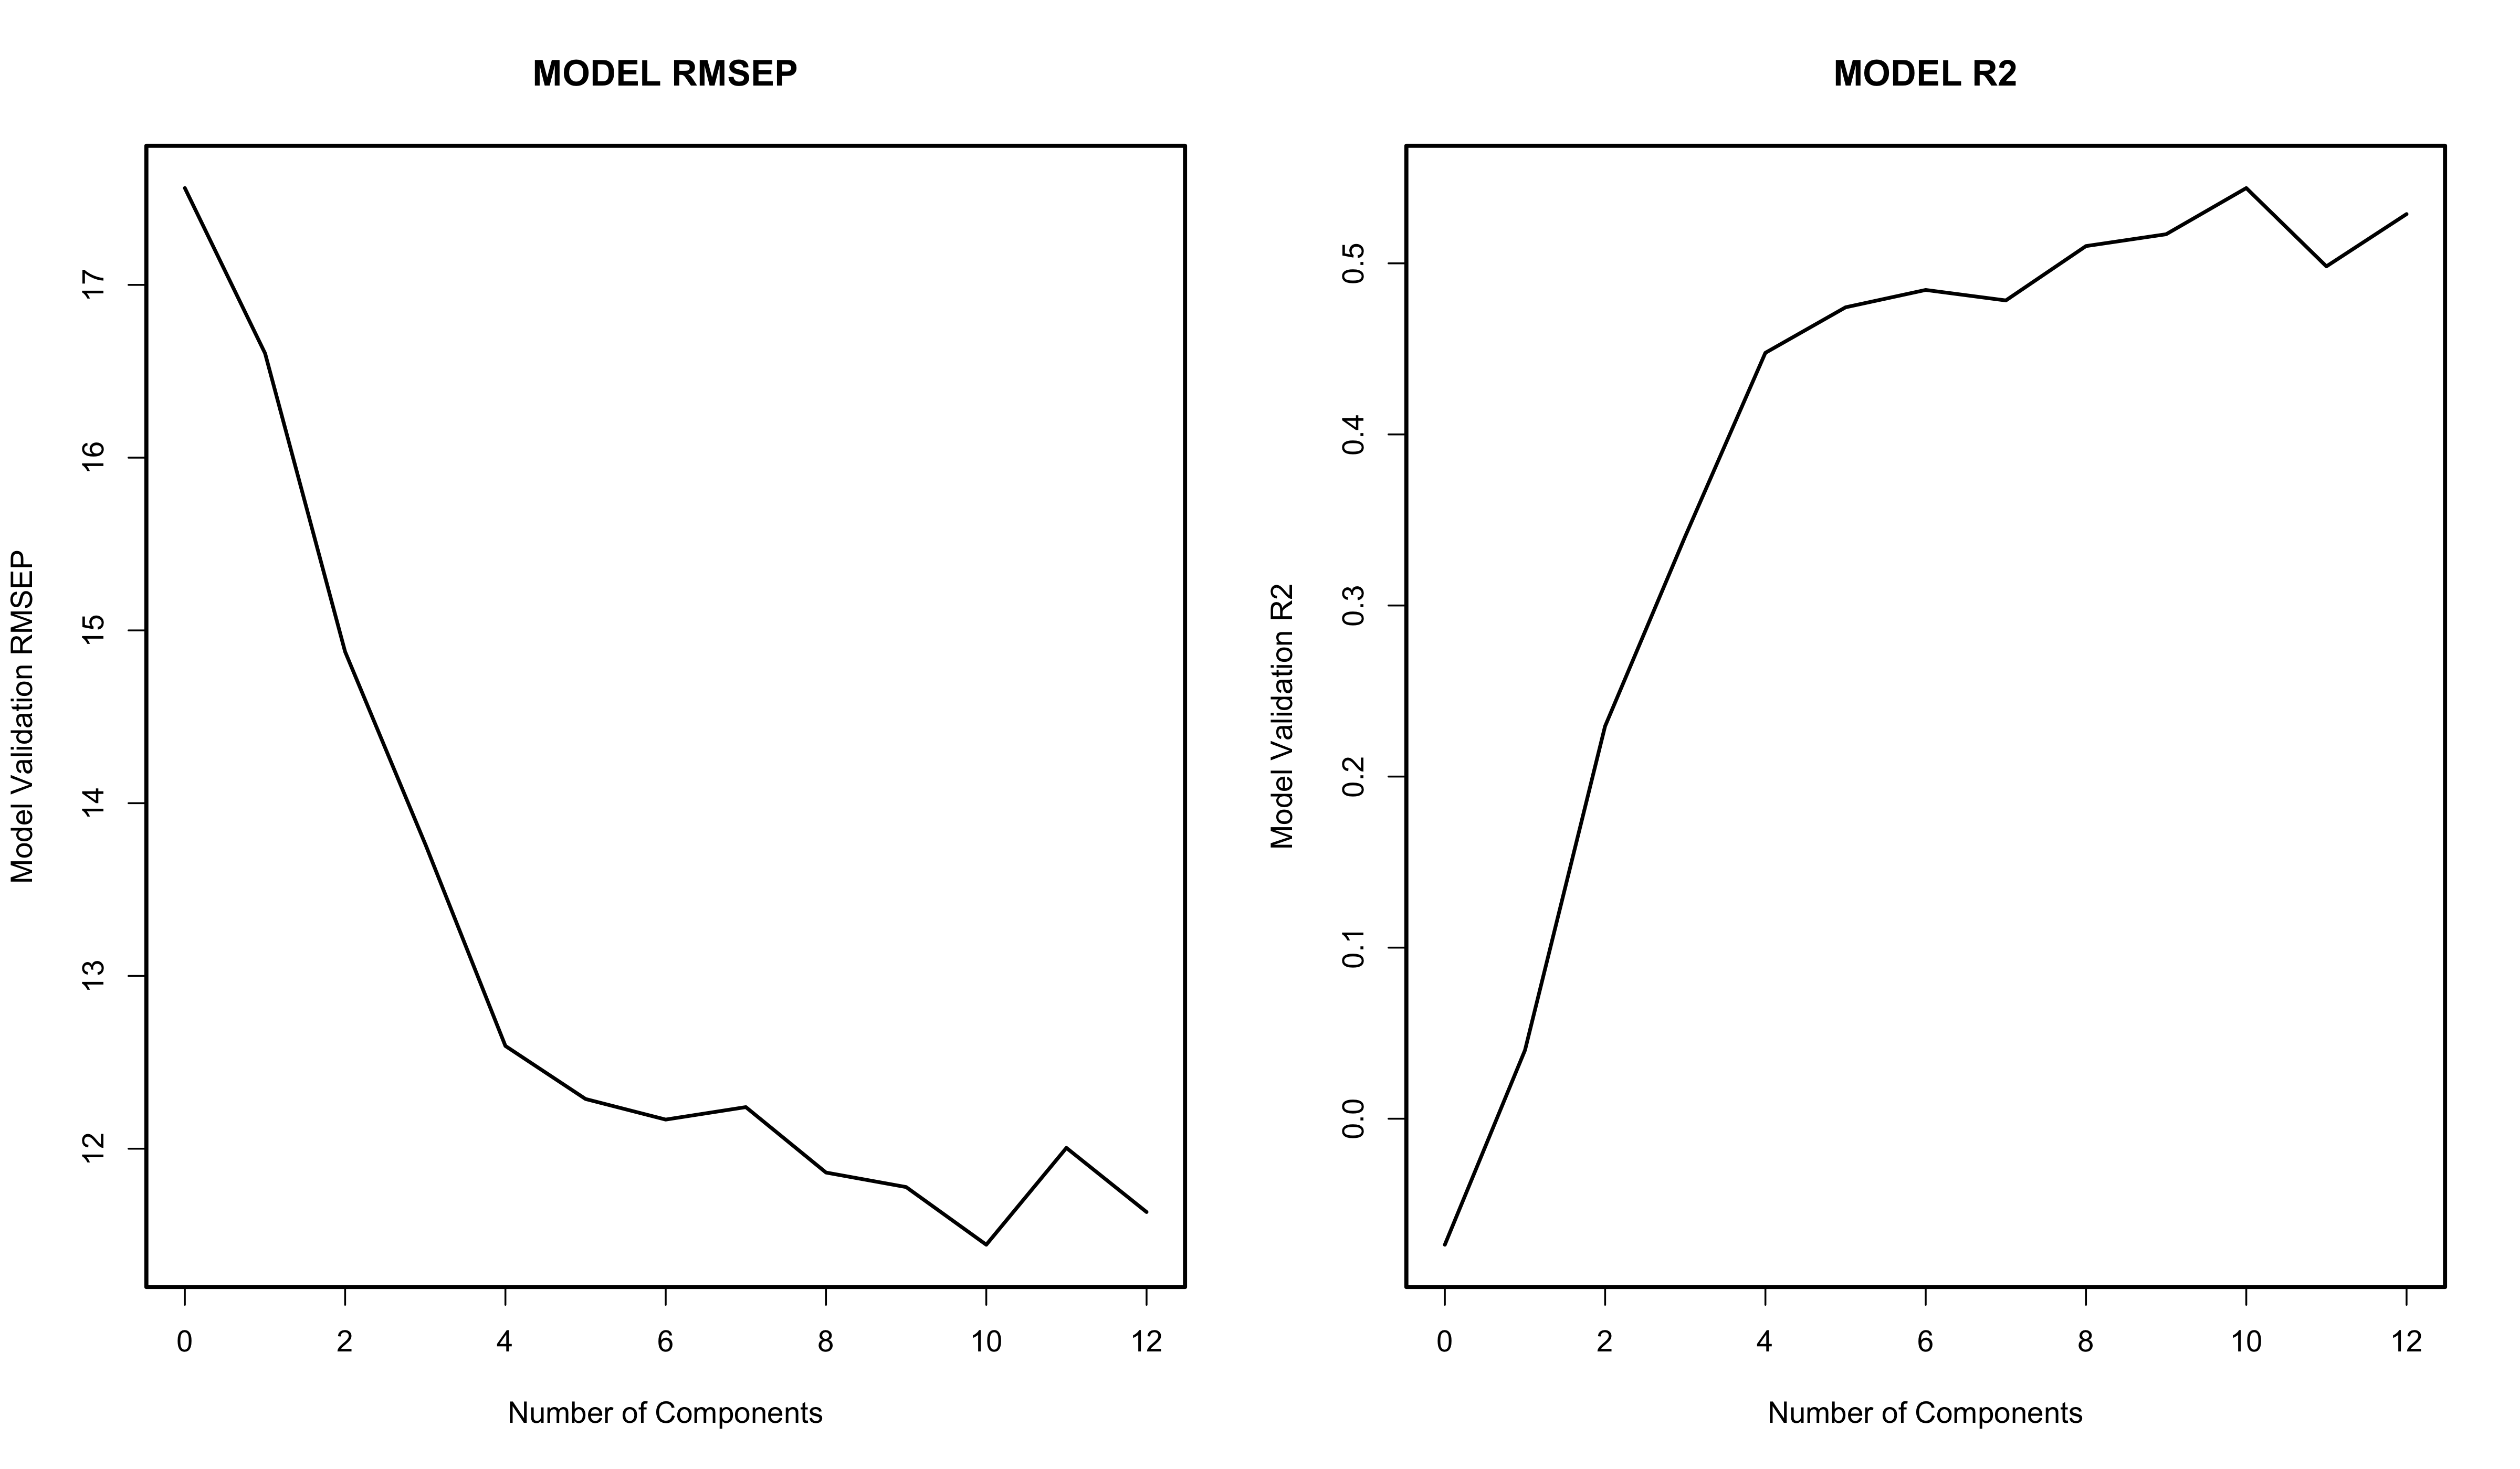 MODEL RMSEP
Model Validation RMSEP
17
16
15
14
13
12
0 2 4 6 8 10 12
Number of Components
MODEL R2
Model Validation R2
0.5
0.4
0.3
0.2
0.1
0.0
0 2 4 6 8 10 12
Number of Components